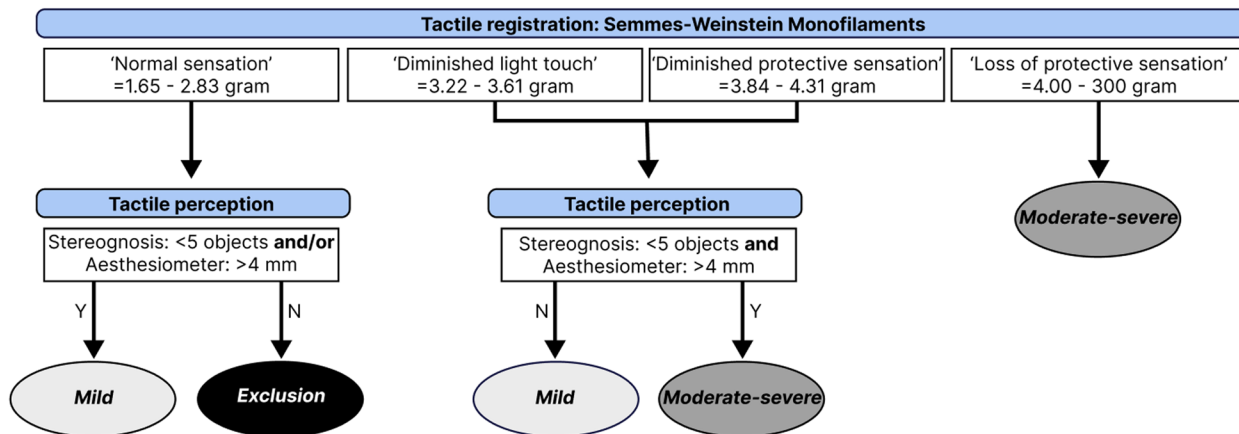 Tactile registration: Semmes-Weinstein Monofilaments
‘Normal sensation’
=1.65 - 2.83 gram
‘Diminished light touch’
=3.22 - 3.61 gram
‘Diminished protective sensation’
=3.84 - 4.31 gram
‘Loss of protective sensation’
=4.00 - 300 gram
Tactile perception
Stereognosis: <5 objects and/or
Aesthesiometer: >4 mm
Y
N
Mild
Exclusion
Tactile perception
Stereognosis: <5 objects and
Aesthesiometer: >4 mm
N
Y
Mild
Moderate-severe
Moderate-severe